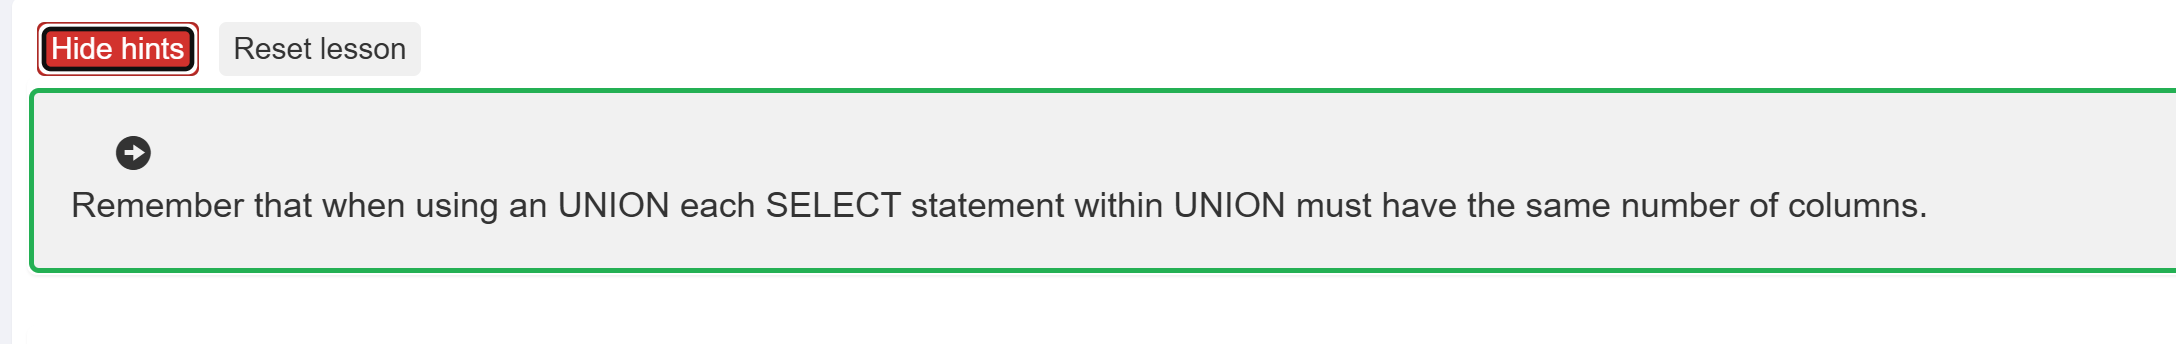 Hide hints
Reset lesson
Remember that when using an UNION each SELECT statement within UNION must have the same number of columns.